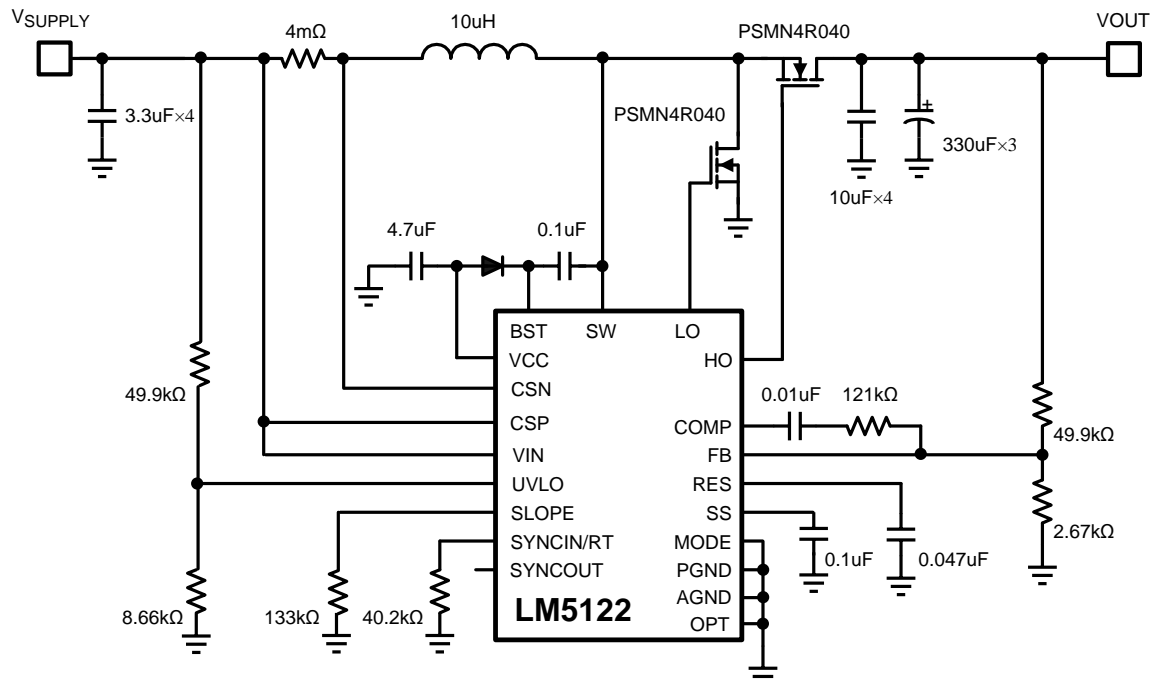 VSUPPLY
4mΩ
10uH
PSMN4R040
VOUT
3.3uF×4
PSMN4R040
330uF×3
10uF×4
4.7uF
0.1uF
BST
SW
LO
VCC
HO
49.9kΩ
CSN
0.01uF
121kΩ
CSP
COMP
49.9kΩ
VIN
FB
UVLO
RES
SLOPE
SS
2.67kΩ
SYNCIN/RT
MODE
0.1uF
0.047uF
SYNCOUT
PGND
AGND
8.66kΩ
133kΩ
40.2kΩ
LM5122
OPT
+